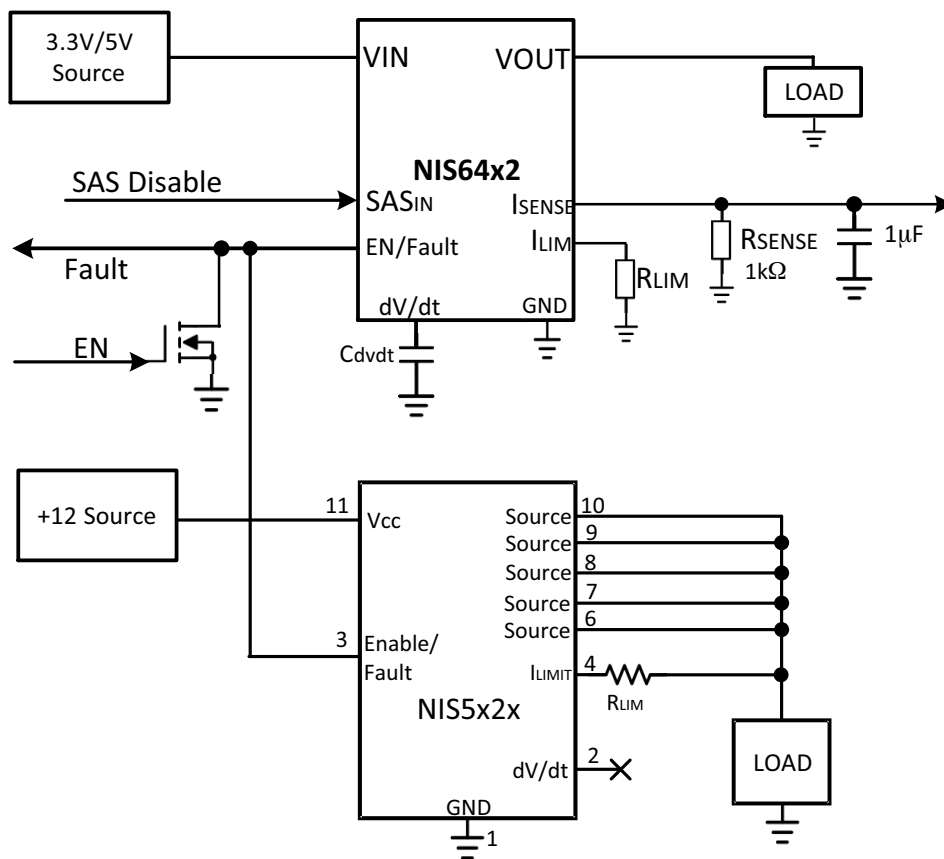 3.3V/5V
Source
VIN
VOUT
LOAD
NIS64x2
SAS Disable
SASIN
ISENSE
EN/Fault
ILIM
Fault
RLIM
RSENSE
1kΩ
1μF
dV/dt
GND
EN
Cdvdt
+12 Source
11
Vcc
Source
10
Source
9
Source
8
Source
7
Source
6
3
Enable/
Fault
ILIMIT
4
RLIM
NIS5x2x
dV/dt
2
LOAD
GND
1